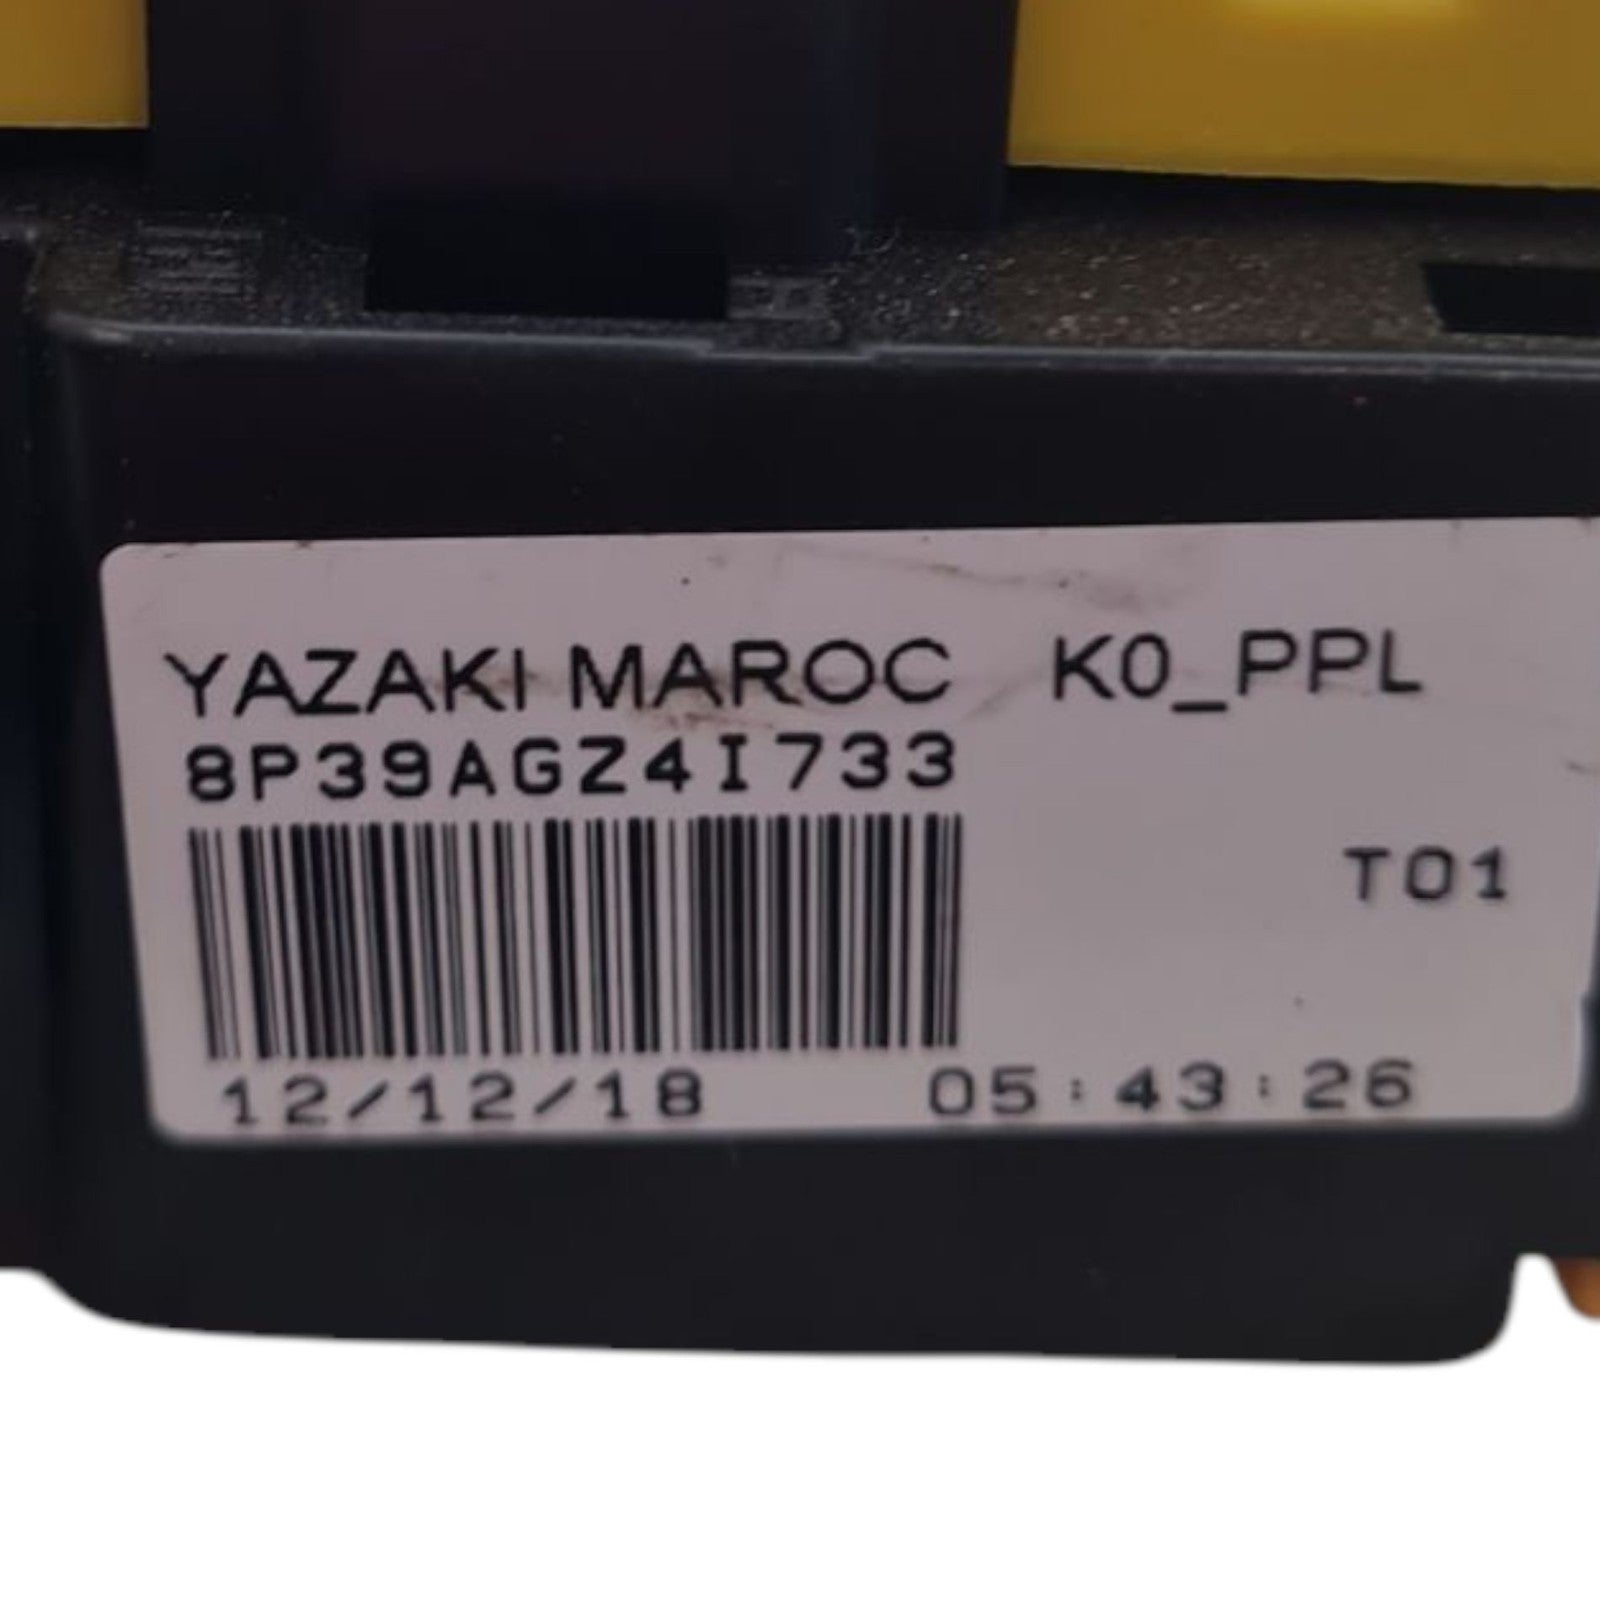 YAZAKI MAROC K0_PPL
8P39AGZ4I733
T01
12/12/18 05:43:26